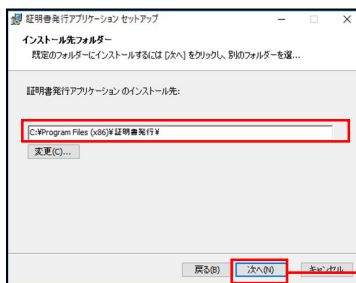 証明書発行アプリケーション セットアップ
インストール先フォルダー
既定のフォルダーにインストールするには [次へ] をクリックし、別のフォルダーを選...
証明書発行アプリケーション のインストール先:
C:¥Program Files (x86)¥証明書発行¥
変更(C)...
戻る(B) 次へ(N) キャンセル